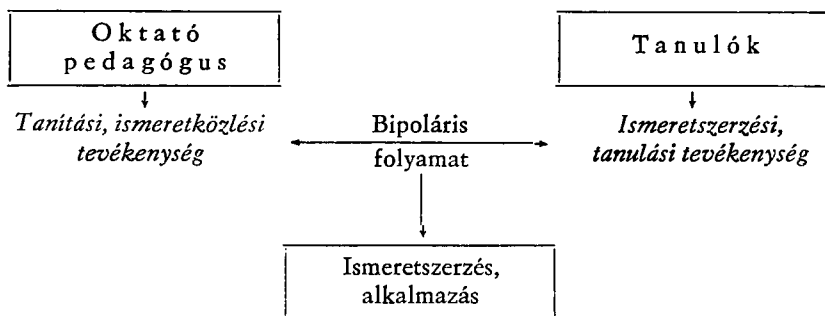 Oktató
pedagógus
Tanulók
Tanítási, ismeretközlési
tevékenység
Bipoláris
folyamat
Ismeretszerzési,
tanulási tevékenység
Ismeretszerzés,
alkalmazás